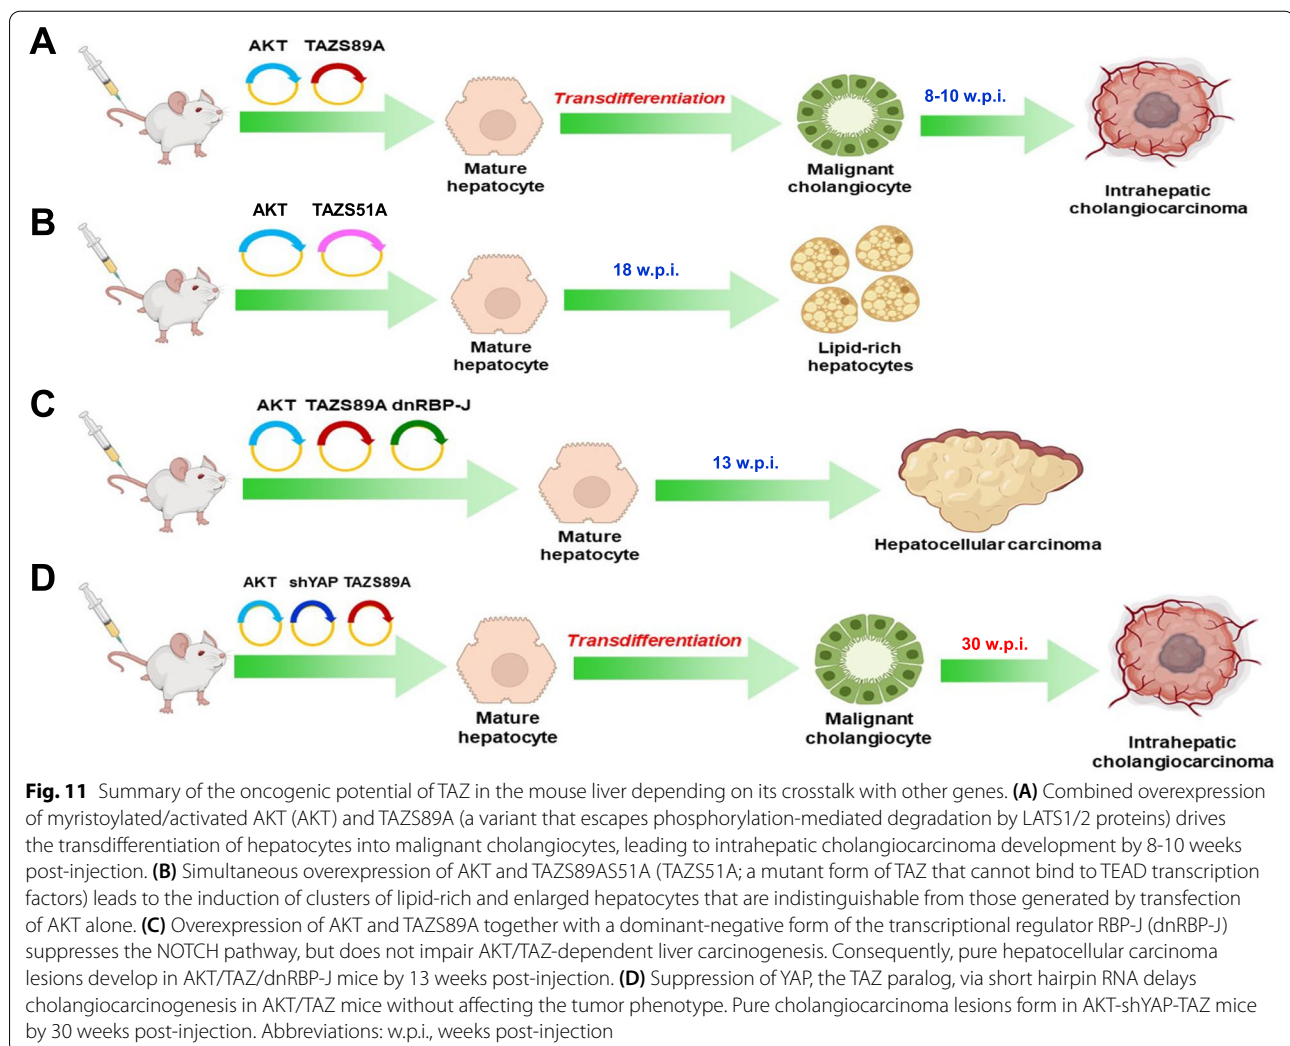 A
AKT TAZS89A
Transdifferentiation
8-10 w.p.i.
Mature
hepatocyte
Malignant
cholangiocyte
Intrahepatic
cholangiocarcinoma
B
AKT TAZS51A
18 w.p.i.
Mature
hepatocyte
Lipid-rich
hepatocytes
C
AKT TAZS89A dnRBP-J
13 w.p.i.
Mature
hepatocyte
Hepatocellular carcinoma
D
AKT shYAP TAZS89A
Transdifferentiation
30 w.p.i.
Mature
hepatocyte
Malignant
cholangiocyte
Intrahepatic
cholangiocarcinoma
Fig. 11 Summary of the oncogenic potential of TAZ in the mouse liver depending on its crosstalk with other genes. (A) Combined overexpression
of myristoylated/activated AKT (AKT) and TAZS89A (a variant that escapes phosphorylation-mediated degradation by LATS1/2 proteins) drives
the transdifferentiation of hepatocytes into malignant cholangiocytes, leading to intrahepatic cholangiocarcinoma development by 8-10 weeks
post-injection. (B) Simultaneous overexpression of AKT and TAZS89AS51A (TAZS51A; a mutant form of TAZ that cannot bind to TEAD transcription
factors) leads to the induction of clusters of lipid-rich and enlarged hepatocytes that are indistinguishable from those generated by transfection
of AKT alone. (C) Overexpression of AKT and TAZS89A together with a dominant-negative form of the transcriptional regulator RBP-J (dnRBP-J)
suppresses the NOTCH pathway, but does not impair AKT/TAZ-dependent liver carcinogenesis. Consequently, pure hepatocellular carcinoma
lesions develop in AKT/TAZ/dnRBP-J mice by 13 weeks post-injection. (D) Suppression of YAP, the TAZ paralog, via short hairpin RNA delays
cholangiocarcinogenesis in AKT/TAZ mice without affecting the tumor phenotype. Pure cholangiocarcinoma lesions form in AKT-shYAP-TAZ mice
by 30 weeks post-injection. Abbreviations: w.p.i., weeks post-injection